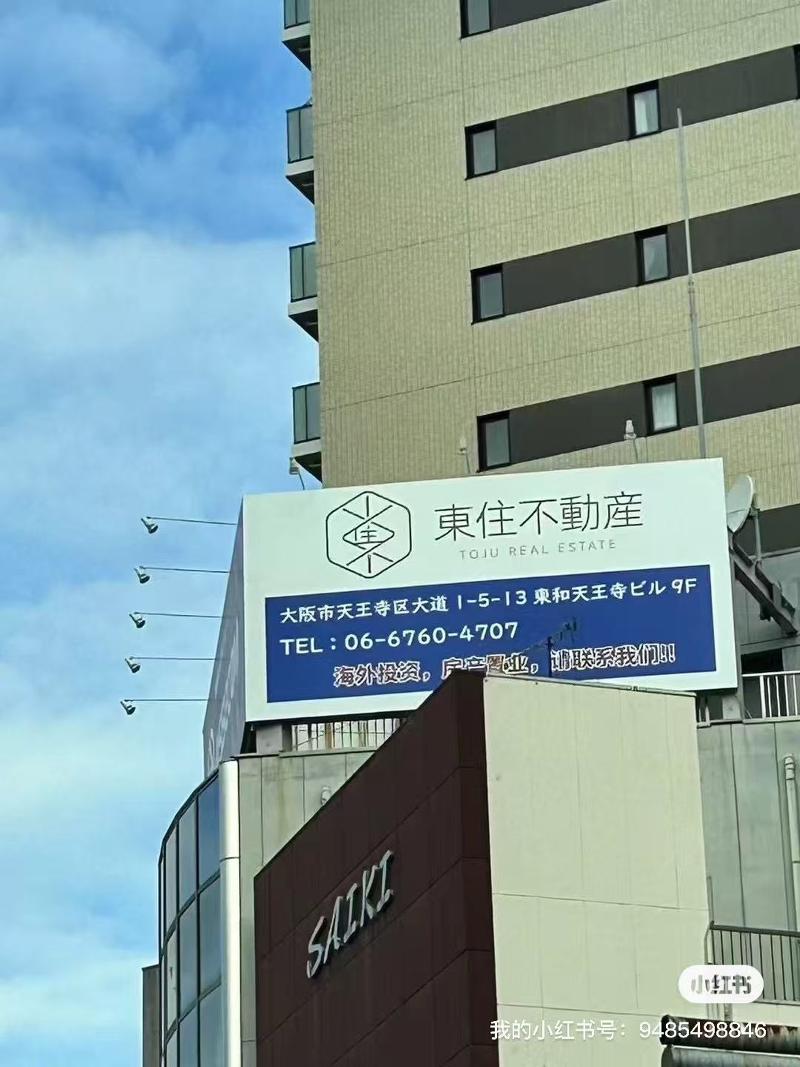 東住不動産
TOJU REAL ESTATE
大阪市天王寺区大道 1-5-13 東和天王寺ビル 9F
TEL：06-6760-4707
海外投资，房产置业，请联系我们!!
SAIKI
小红书
我的小红书号：9485498846